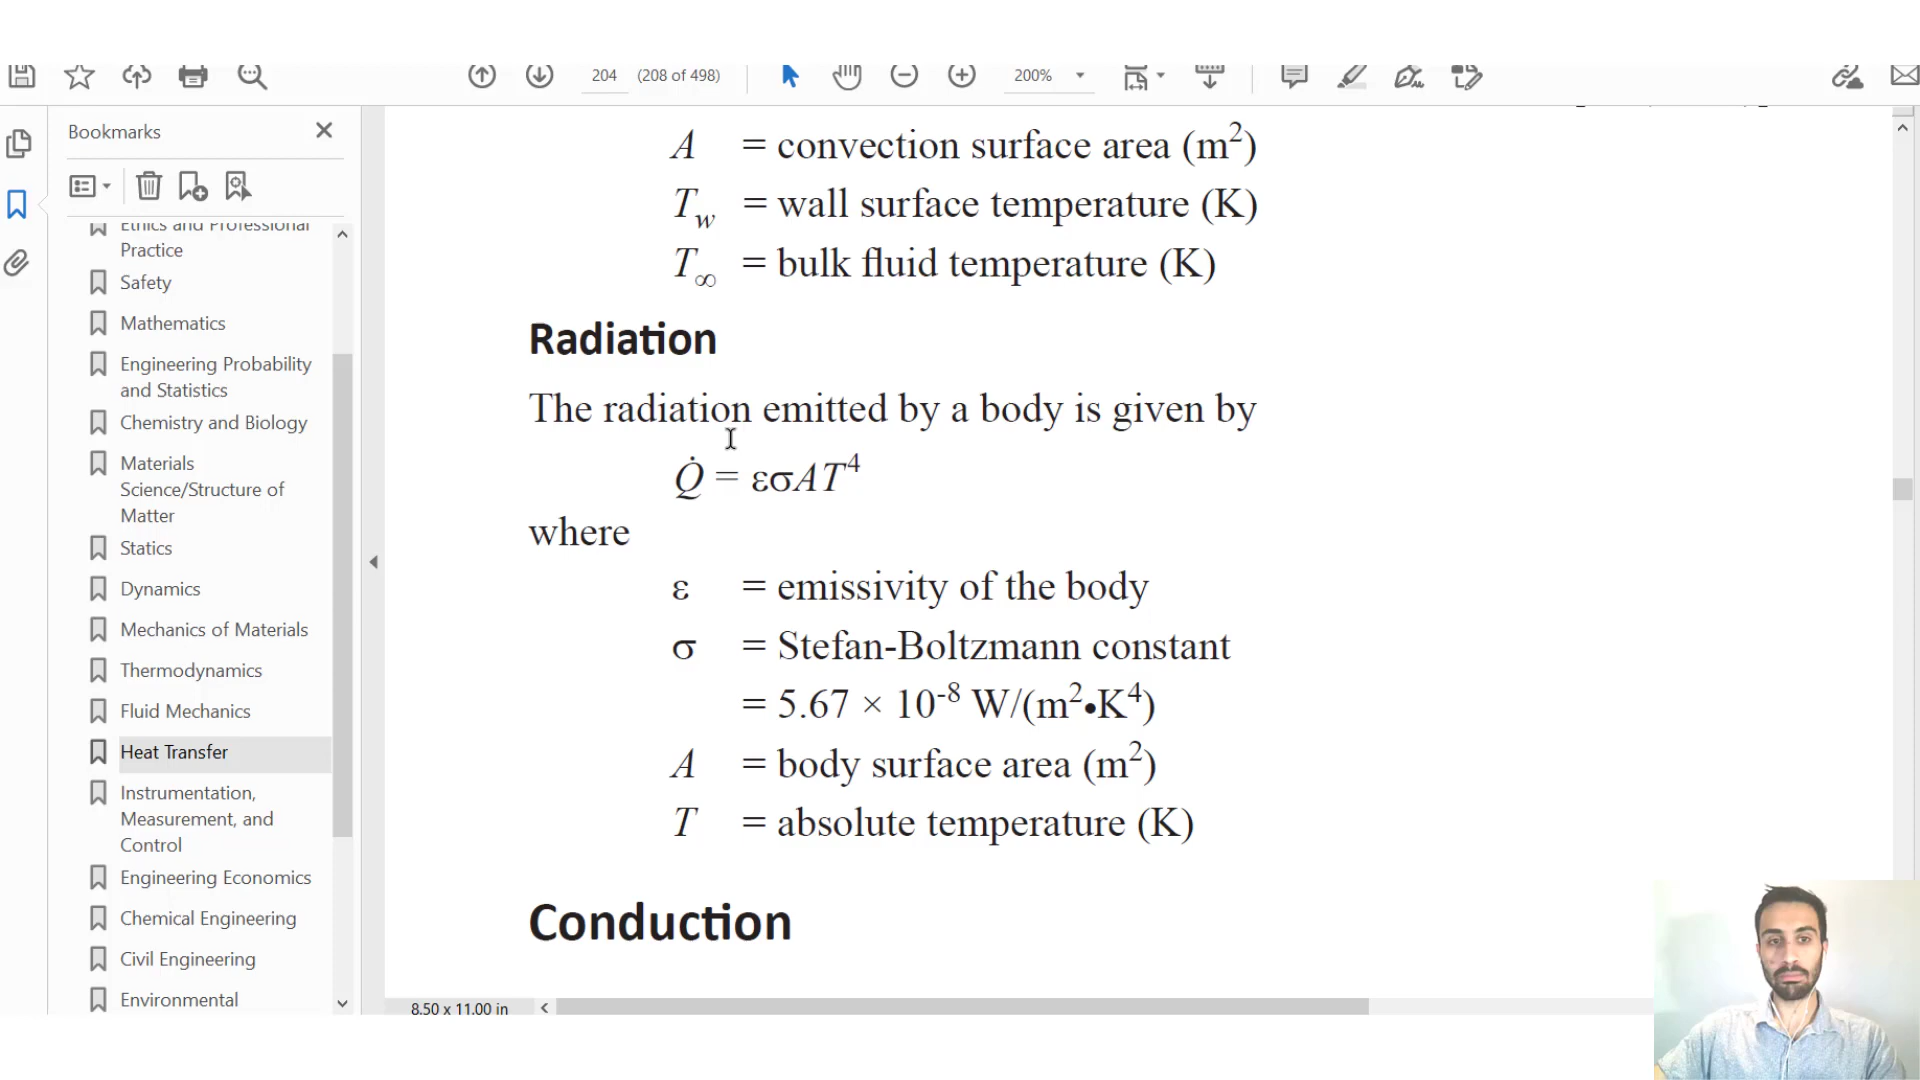 204 (208 of 498) 200%
Bookmarks
Ethics and Professional
Practice
Safety
Mathematics
Engineering Probability
and Statistics
Chemistry and Biology
Materials
Science/Structure of
Matter
Statics
Dynamics
Mechanics of Materials
Thermodynamics
Fluid Mechanics
Heat Transfer
Instrumentation,
Measurement, and
Control
Engineering Economics
Chemical Engineering
Civil Engineering
Environmental
A = convection surface area (m²)
T_w = wall surface temperature (K)
T_∞ = bulk fluid temperature (K)
Radiation
The radiation emitted by a body is given by
Q̇ = εσAT⁴
where
ε = emissivity of the body
σ = Stefan-Boltzmann constant
= 5.67 × 10⁻⁸ W/(m²•K⁴)
A = body surface area (m²)
T = absolute temperature (K)
Conduction
8.50 x 11.00 in